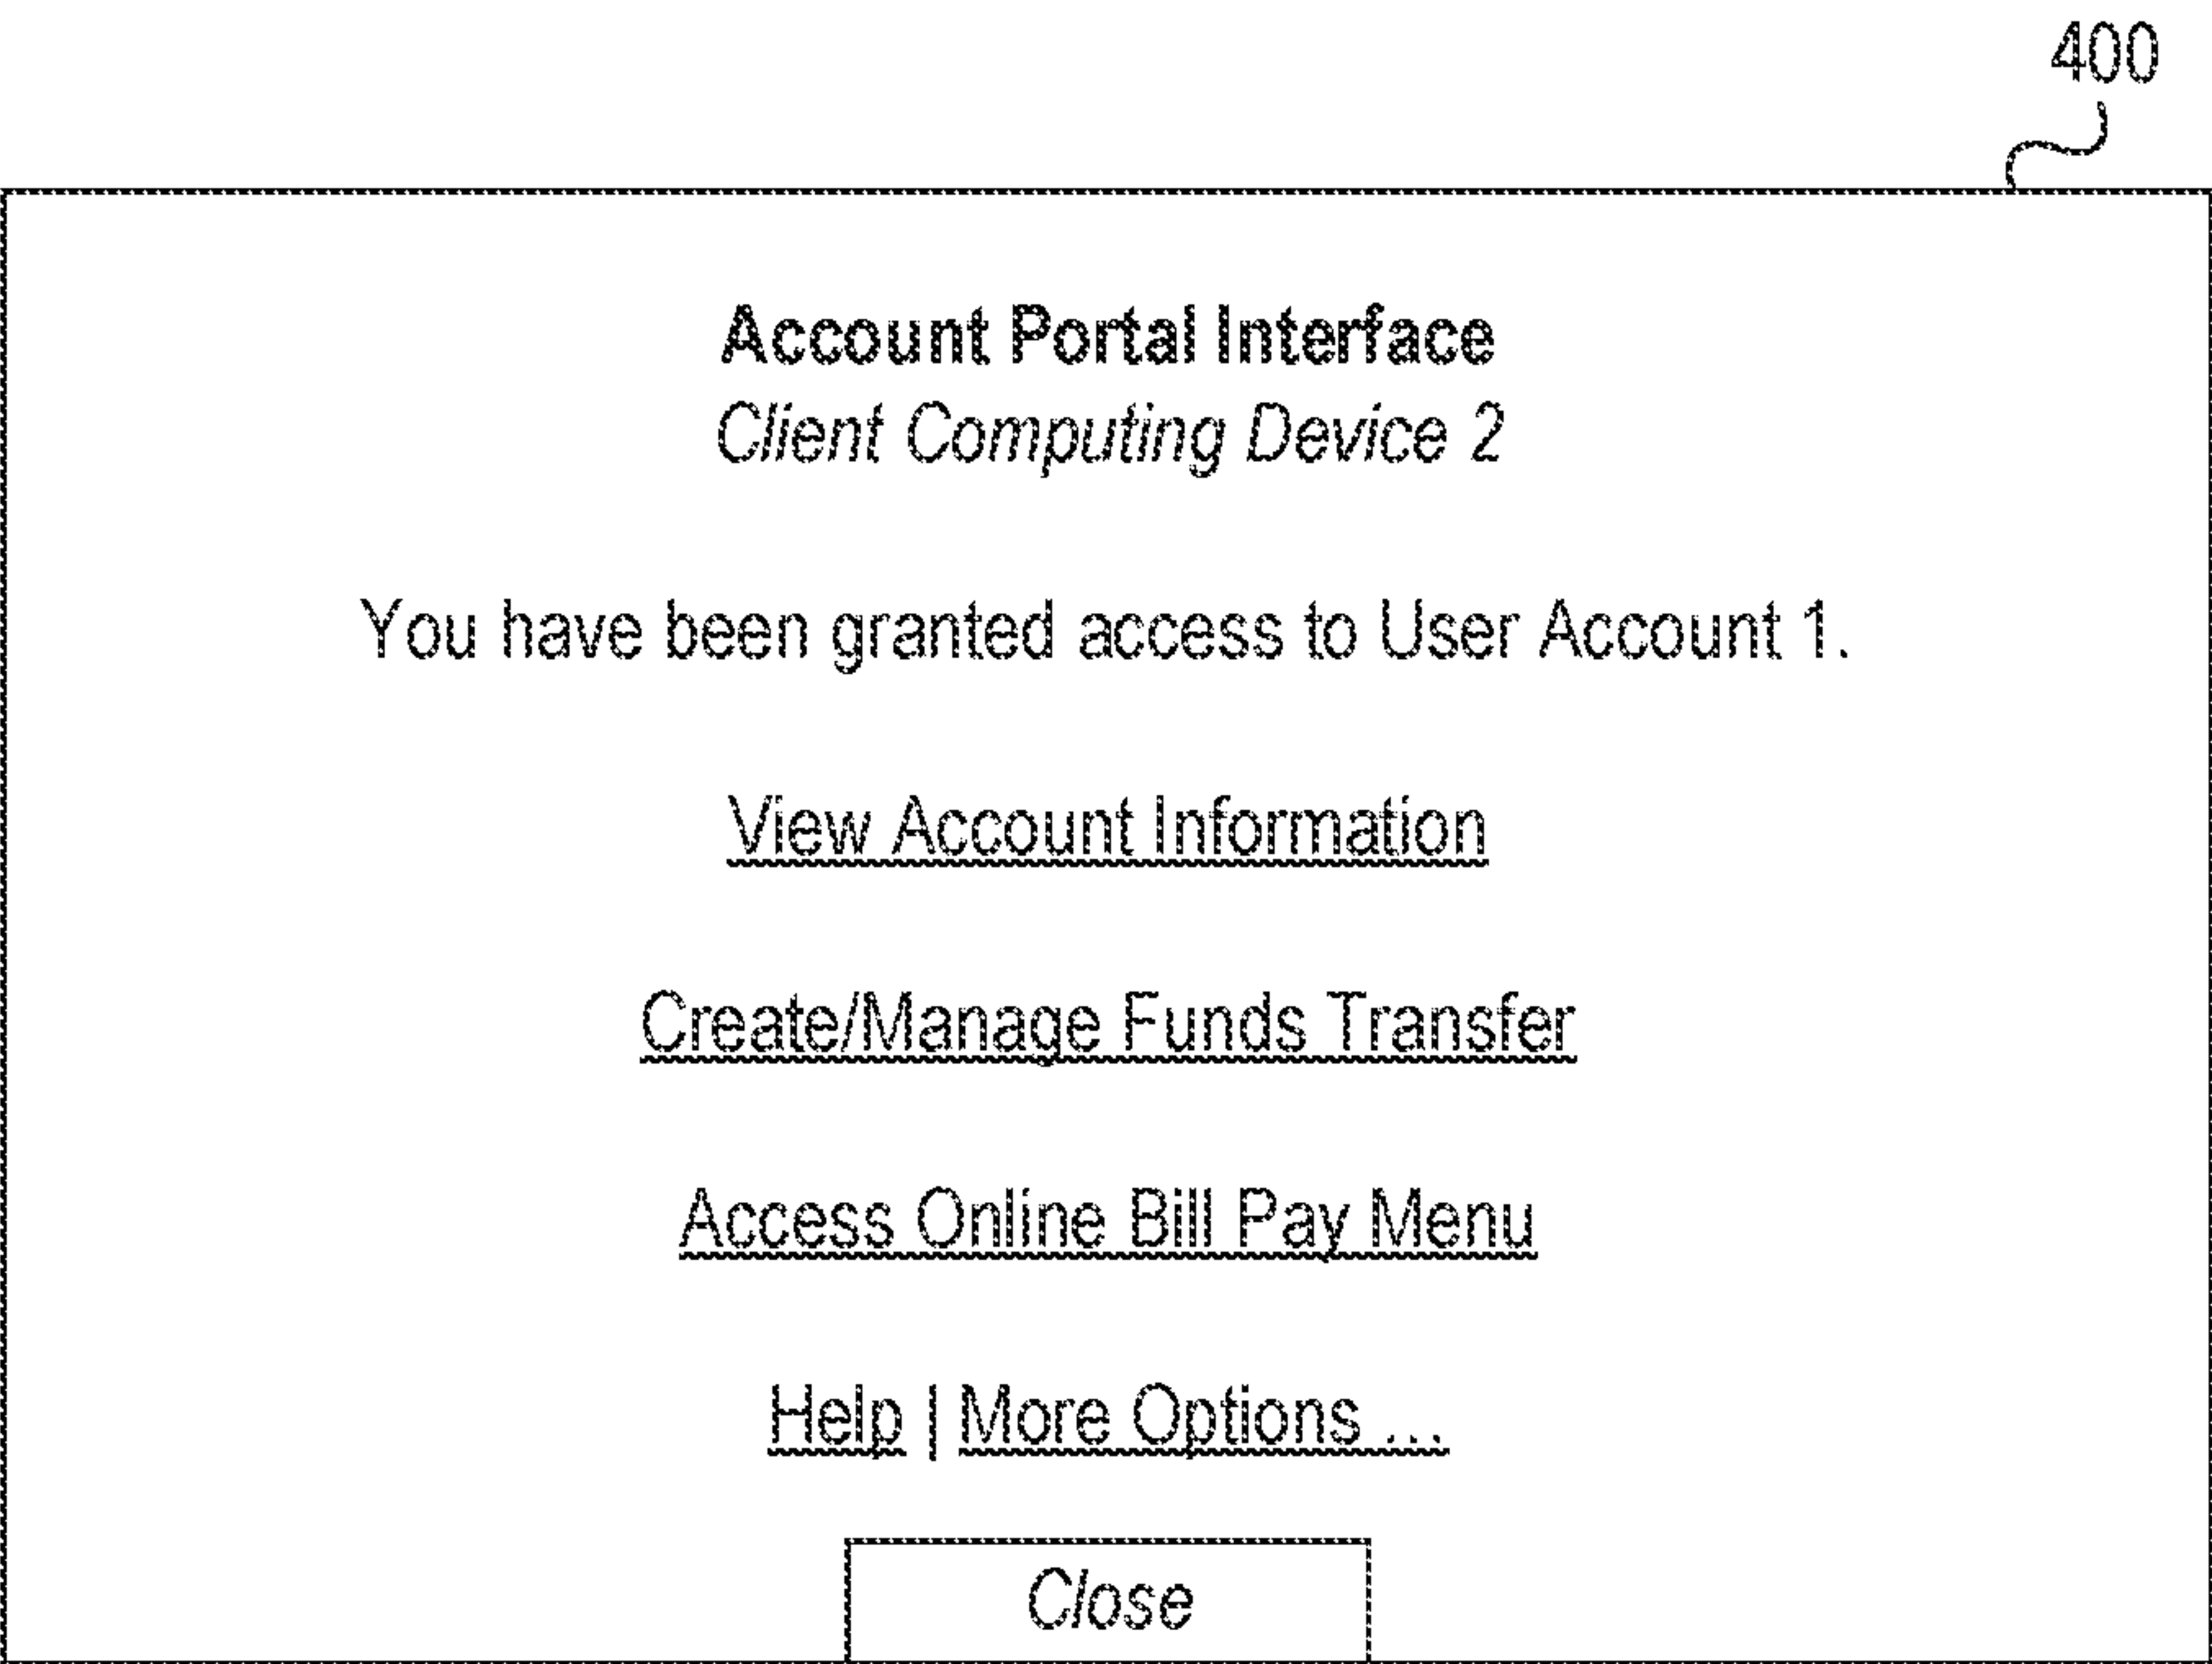 400
Account Portal Interface
Client Computing Device 2
You have been granted access to User Account 1.
View Account Information
Create/Manage Funds Transfer
Access Online Bill Pay Menu
Help | More Options ...
Close